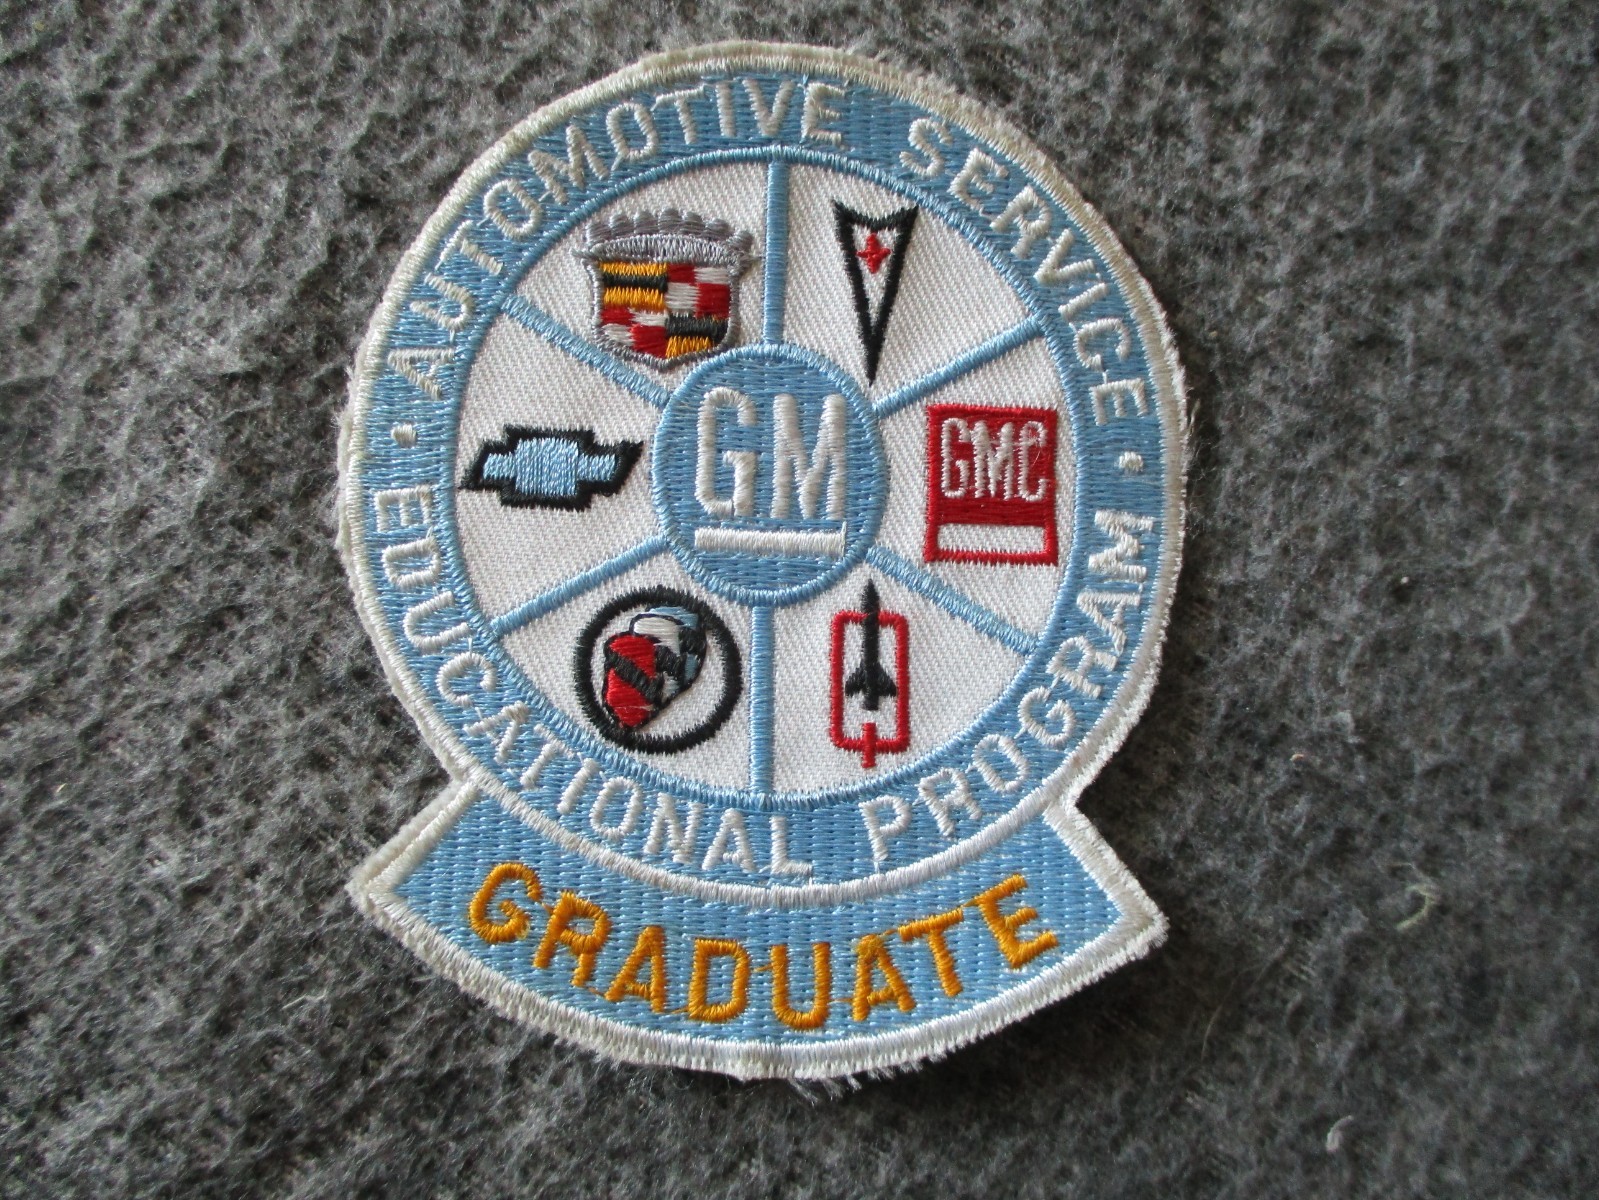 • AUTOMOTIVE SERVICE •
EDUCATIONAL PROGRAM
GM
GMC
GRADUATE